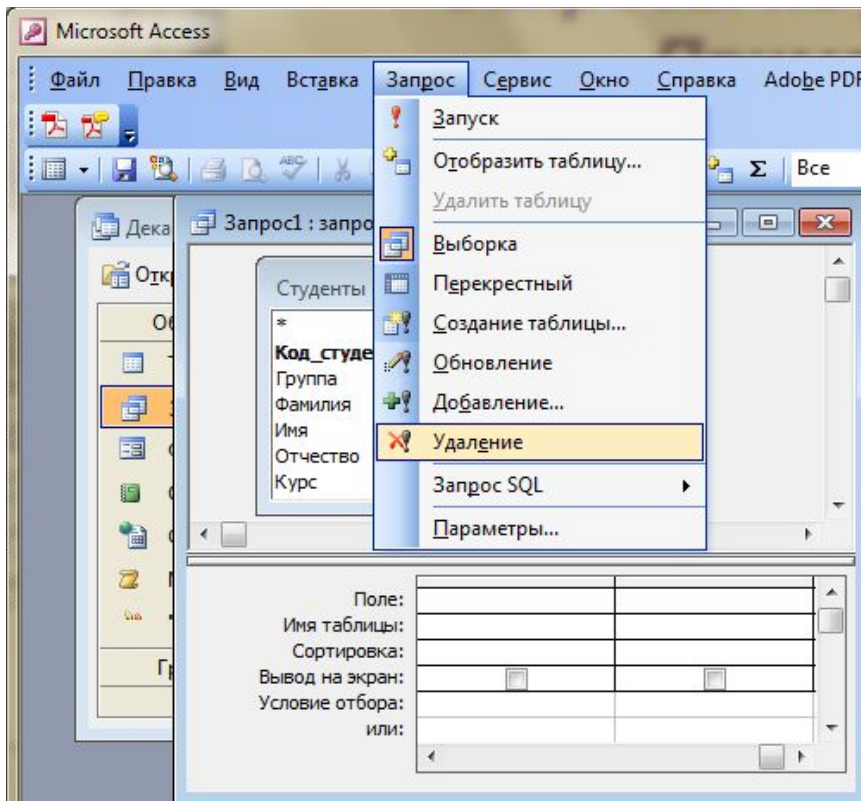 Microsoft Access
Файл Правка Вид Вставка Запрос Сервис Окно Справка Adobe PDF
Запуск
Отобразить таблицу...
Удалить таблицу
Выборка
Перекрестный
Создание таблицы...
Обновление
Добавление...
Удаление
Запрос SQL
Параметры...
Σ Все
Дека
Запрос1 : запро
Откр
Об
Студенты
*
Код_студе
Группа
Фамилия
Имя
Отчество
Курс
Поле:
Имя таблицы:
Сортировка:
Вывод на экран:
Условие отбора:
или: